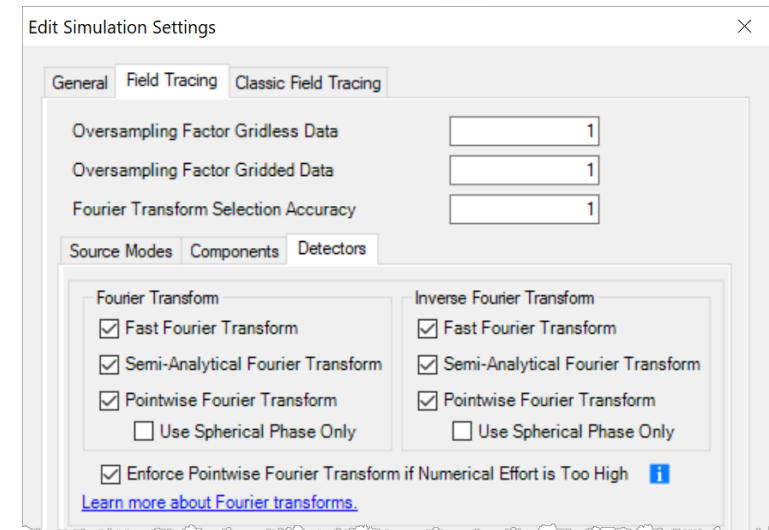 Edit Simulation Settings
General Field Tracing Classic Field Tracing
Oversampling Factor Gridless Data 1
Oversampling Factor Gridded Data 1
Fourier Transform Selection Accuracy 1
Source Modes Components Detectors
Fourier Transform Inverse Fourier Transform
Fast Fourier Transform Fast Fourier Transform
Semi-Analytical Fourier Transform Semi-Analytical Fourier Transform
Pointwise Fourier Transform Pointwise Fourier Transform
Use Spherical Phase Only Use Spherical Phase Only
Enforce Pointwise Fourier Transform if Numerical Effort is Too High i
Learn more about Fourier transforms.